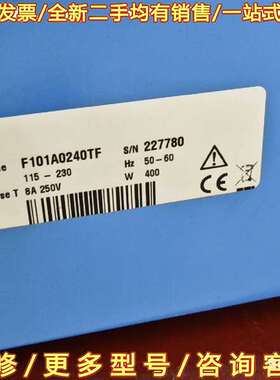 发票/全新二手均有销售/一站式
e F101A0240TF S/N 227780
115 - 230 Hz 50-60
se T 8A 250V W 400
修/更多型号/咨询客